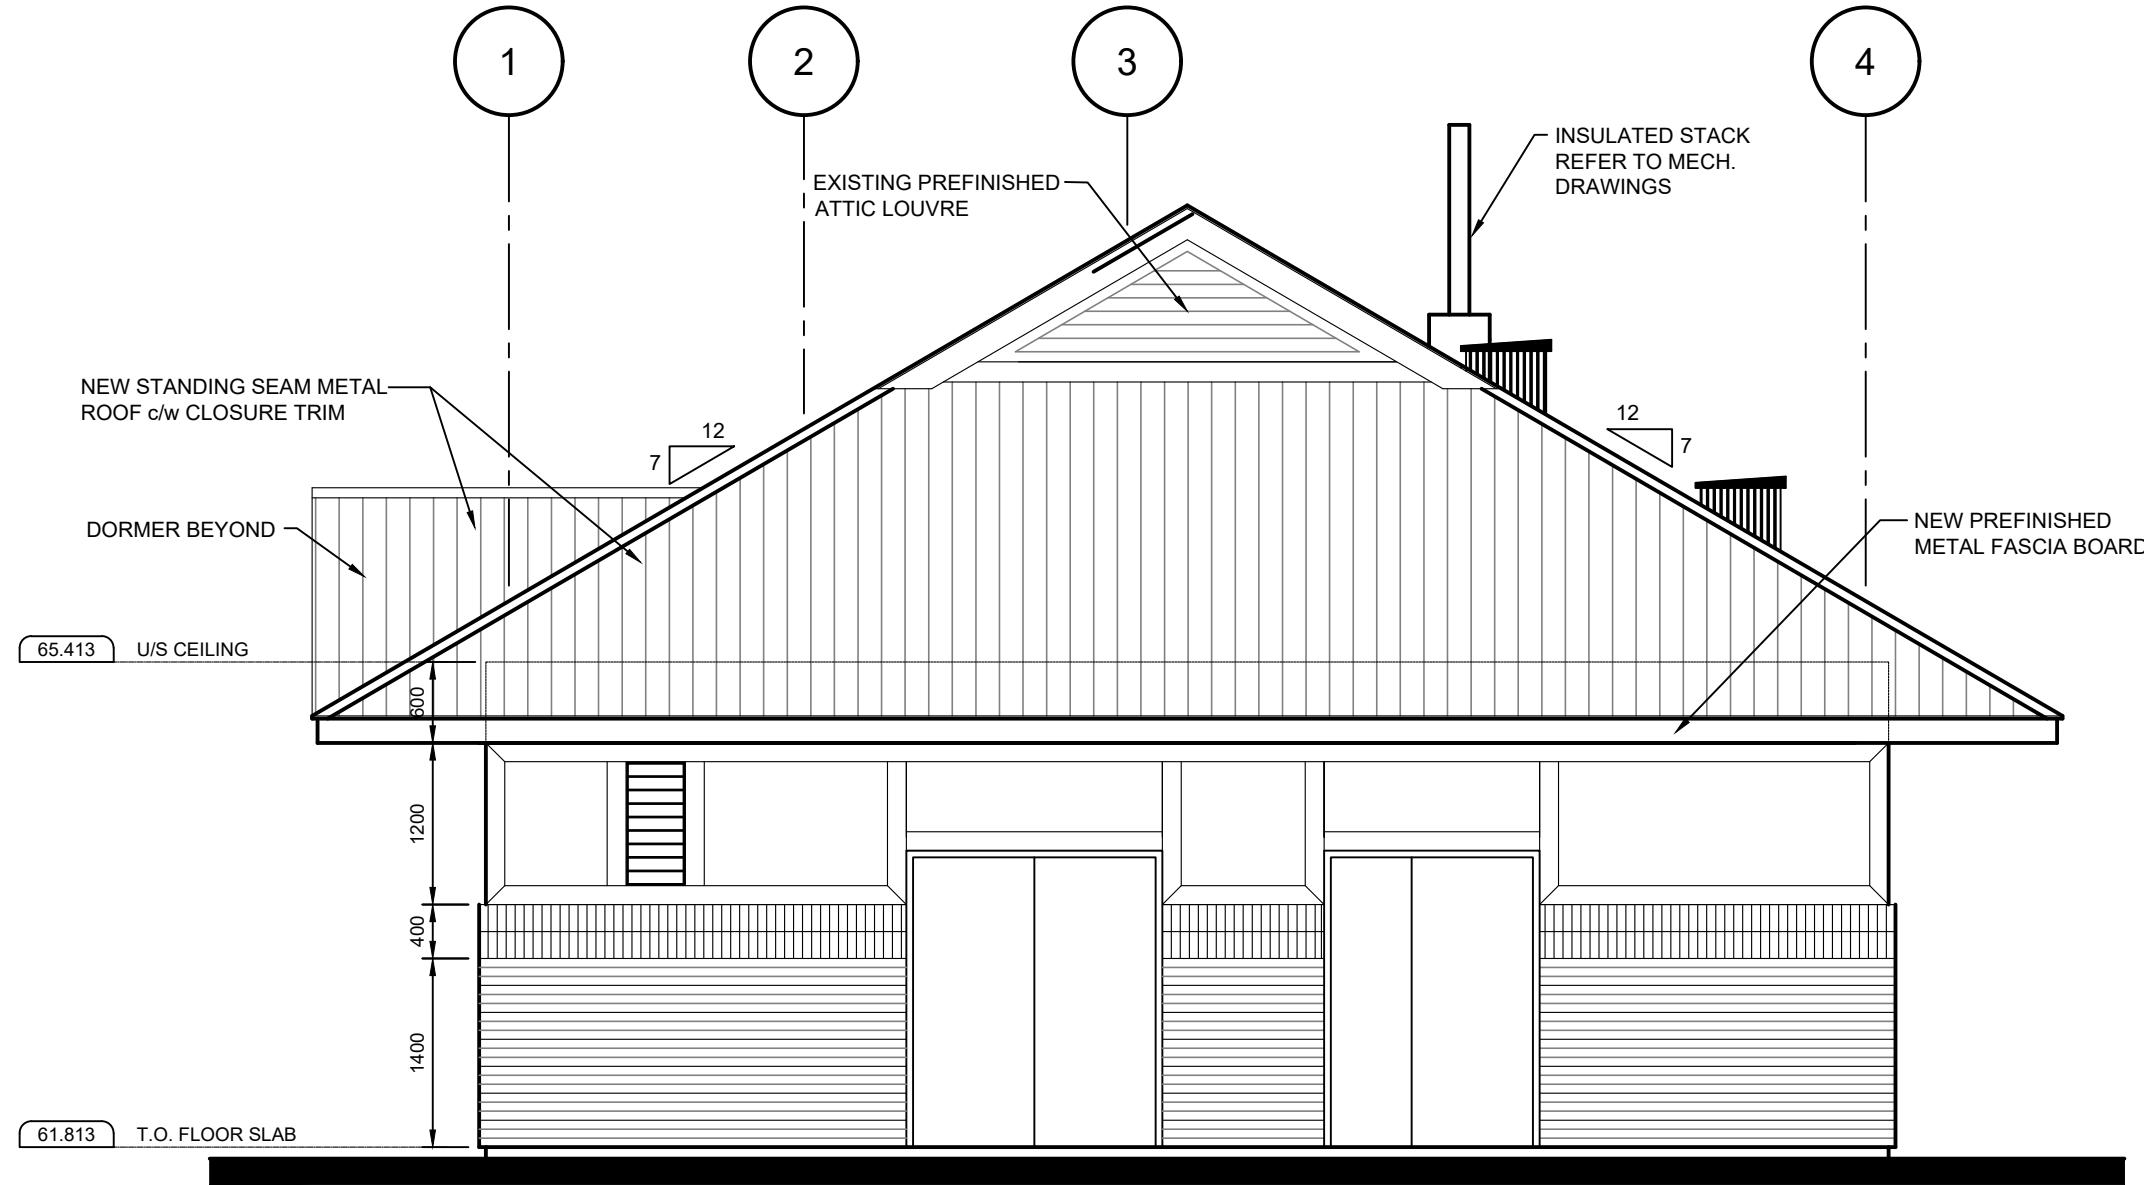 1
2
3
4
INSULATED STACK
REFER TO MECH.
DRAWINGS
EXISTING PREFINISHED
ATTIC LOUVRE
NEW STANDING SEAM METAL
ROOF c/w CLOSURE TRIM
12
7
12
7
DORMER BEYOND
NEW PREFINISHED
METAL FASCIA BOARD
65.413 U/S CEILING
600
1200
400
1400
61.813 T.O. FLOOR SLAB